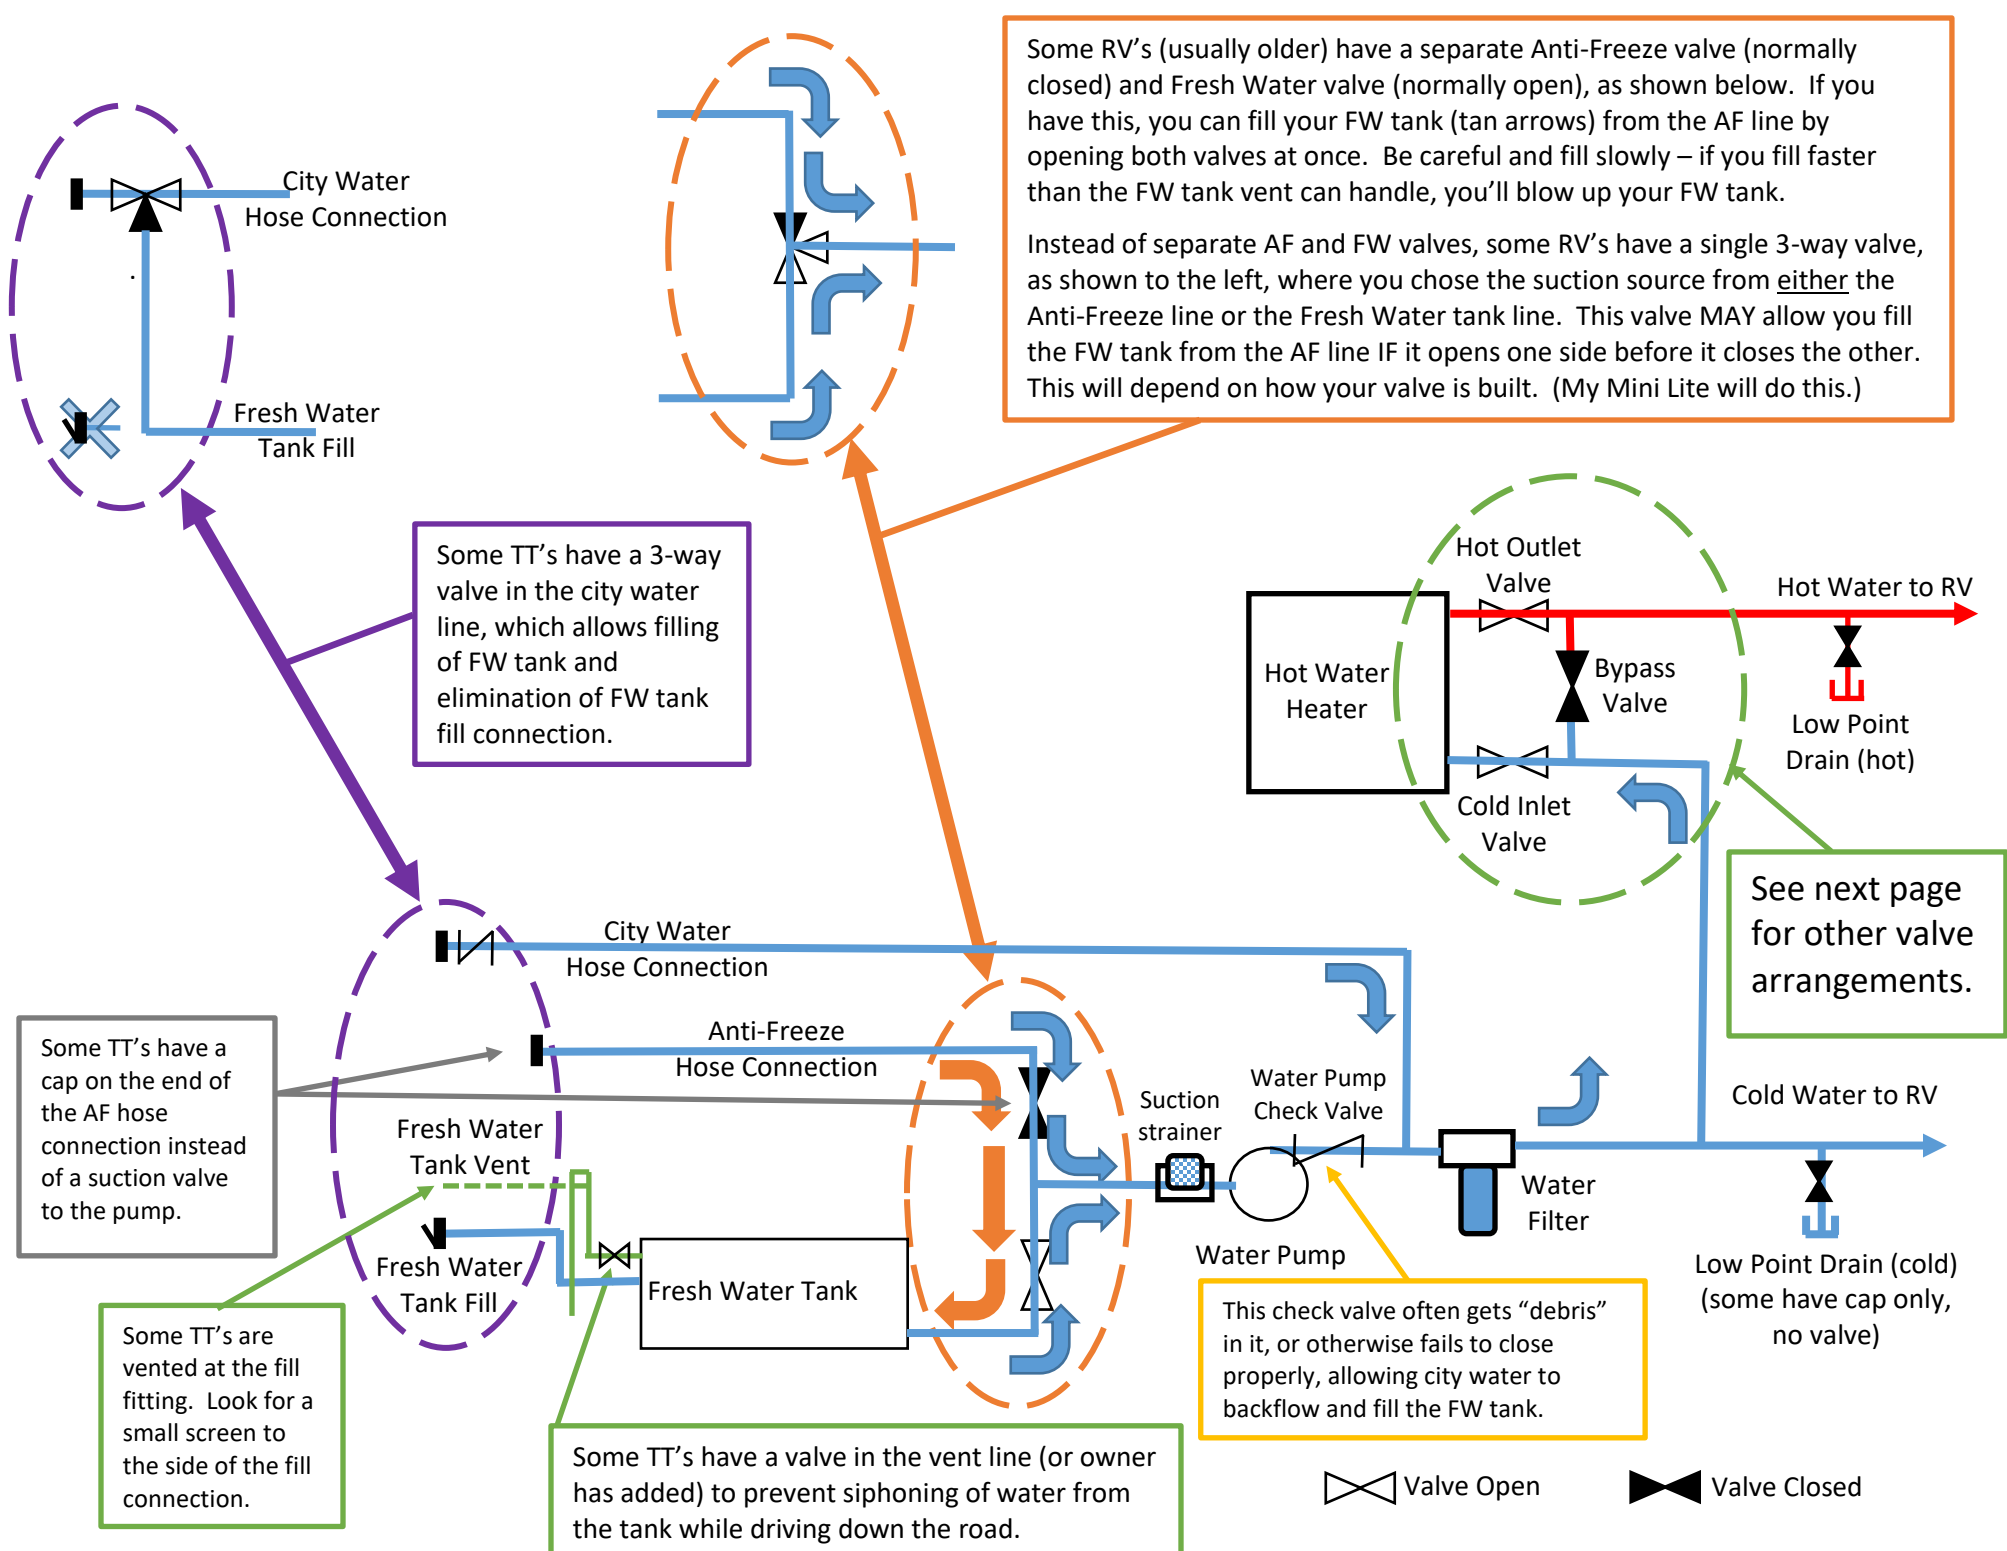 Some RV's (usually older) have a separate Anti-Freeze valve (normally
closed) and Fresh Water valve (normally open), as shown below.  If you
have this, you can fill your FW tank (tan arrows) from the AF line by
opening both valves at once.  Be careful and fill slowly – if you fill faster
than the FW tank vent can handle, you'll blow up your FW tank.
Instead of separate AF and FW valves, some RV's have a single 3-way valve,
as shown to the left, where you chose the suction source from either the
Anti-Freeze line or the Fresh Water tank line.  This valve MAY allow you fill
the FW tank from the AF line IF it opens one side before it closes the other.
This will depend on how your valve is built.  (My Mini Lite will do this.)
City Water
Hose Connection
Fresh Water
Tank Fill
Some TT's have a 3-way
valve in the city water
line, which allows filling
of FW tank and
elimination of FW tank
fill connection.
Hot Outlet
Valve
Hot Water to RV
Hot Water
Heater
Bypass
Valve
Low Point
Drain (hot)
Cold Inlet
Valve
See next page
for other valve
arrangements.
City Water
Hose Connection
Anti-Freeze
Hose Connection
Some TT's have a
cap on the end of
the AF hose
connection instead
of a suction valve
to the pump.
Fresh Water
Tank Vent
Suction
strainer
Water Pump
Check Valve
Cold Water to RV
Water
Filter
Water Pump
Fresh Water
Tank Fill
Fresh Water Tank
Low Point Drain (cold)
(some have cap only,
no valve)
Some TT's are
vented at the fill
fitting.  Look for a
small screen to
the side of the fill
connection.
This check valve often gets “debris”
in it, or otherwise fails to close
properly, allowing city water to
backflow and fill the FW tank.
Some TT's have a valve in the vent line (or owner
has added) to prevent siphoning of water from
the tank while driving down the road.
Valve Open
Valve Closed